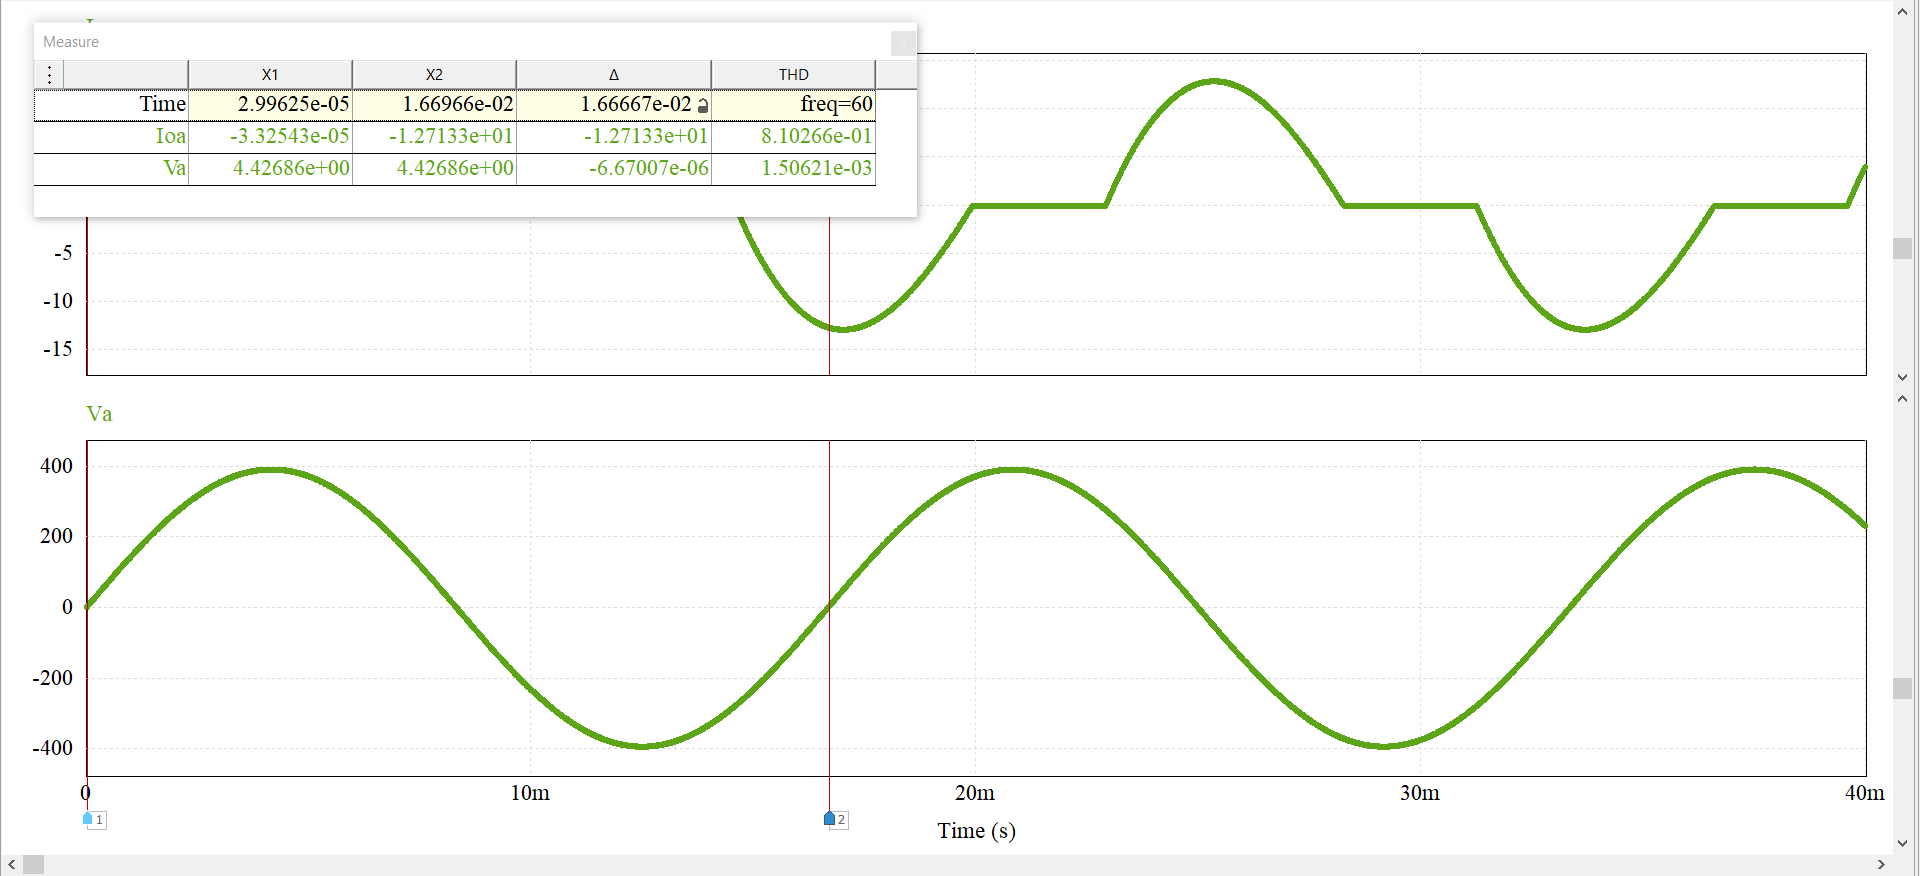 Measure
X1 X2 Δ THD
Time 2.99625e-05 1.66966e-02 1.66667e-02 freq=60
Ioa -3.32543e-05 -1.27133e+01 -1.27133e+01 8.10266e-01
Va 4.42686e+00 4.42686e+00 -6.67007e-06 1.50621e-03
-5
-10
-15
Va
400
200
0
-200
-400
0 10m 20m 30m 40m
1 2
Time (s)